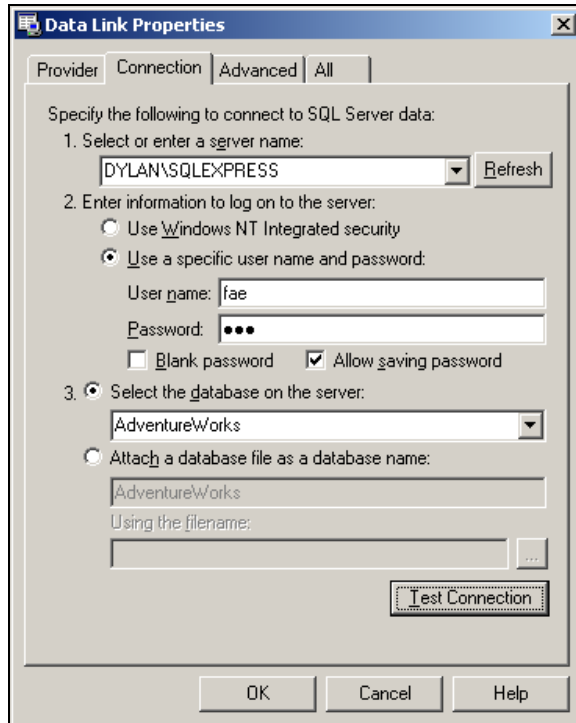 Data Link Properties
Provider Connection Advanced All
Specify the following to connect to SQL Server data:
1. Select or enter a server name:
DYLAN\SQLEXPRESS Refresh
2. Enter information to log on to the server:
Use Windows NT Integrated security
Use a specific user name and password:
User name: fae
Password: •••
Blank password Allow saving password
3. Select the database on the server:
AdventureWorks
Attach a database file as a database name:
AdventureWorks
Using the filename:
...
Test Connection
OK Cancel Help